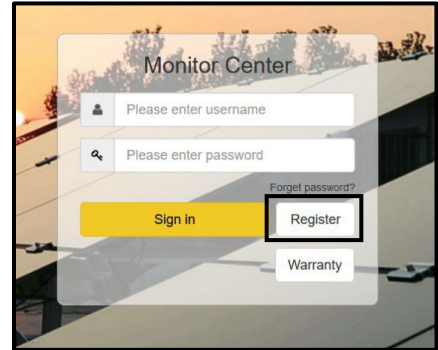 Monitor Center
Please enter username
Please enter password
Forget password?
Sign in
Register
Warranty